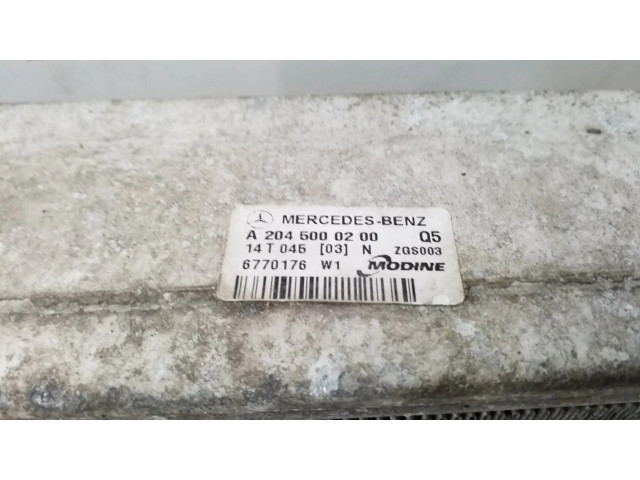 MERCEDES-BENZ
A 204 500 02 00 Q5
14 T 045 [03] N ZGS003
6770176 W1 MODINE